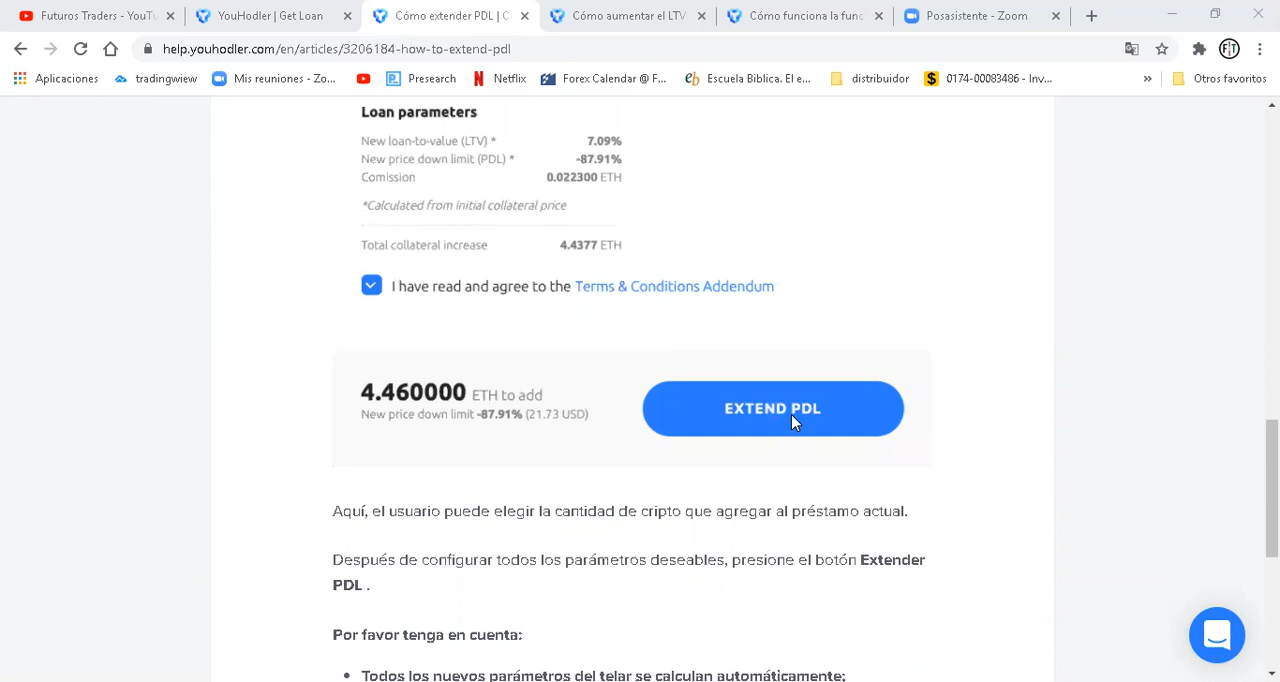 Futuros Traders - YouTu
YouHodler | Get Loan
Cómo extender PDL | C
Cómo aumentar el LTV
Cómo funciona la func
Posasistente - Zoom
help.youhodler.com/en/articles/3206184-how-to-extend-pdl
Aplicaciones
tradingwiew
Mis reuniones - Zo...
Presearch
Netflix
Forex Calendar @ F...
Escuela Biblica. El e...
distribuidor
0174-00083486 - Inv...
»
Otros favoritos
Loan parameters
New loan-to-value (LTV) * 7.09%
New price down limit (PDL) * -87.91%
Comission 0.022300 ETH
*Calculated from initial collateral price
Total collateral increase 4.4377 ETH
I have read and agree to the Terms & Conditions Addendum
4.460000 ETH to add
New price down limit -87.91% (21.73 USD)
EXTEND PDL
Aquí, el usuario puede elegir la cantidad de cripto que agregar al préstamo actual.
Después de configurar todos los parámetros deseables, presione el botón Extender
PDL .
Por favor tenga en cuenta:
• Todos los nuevos parámetros del telar se calculan automáticamente;